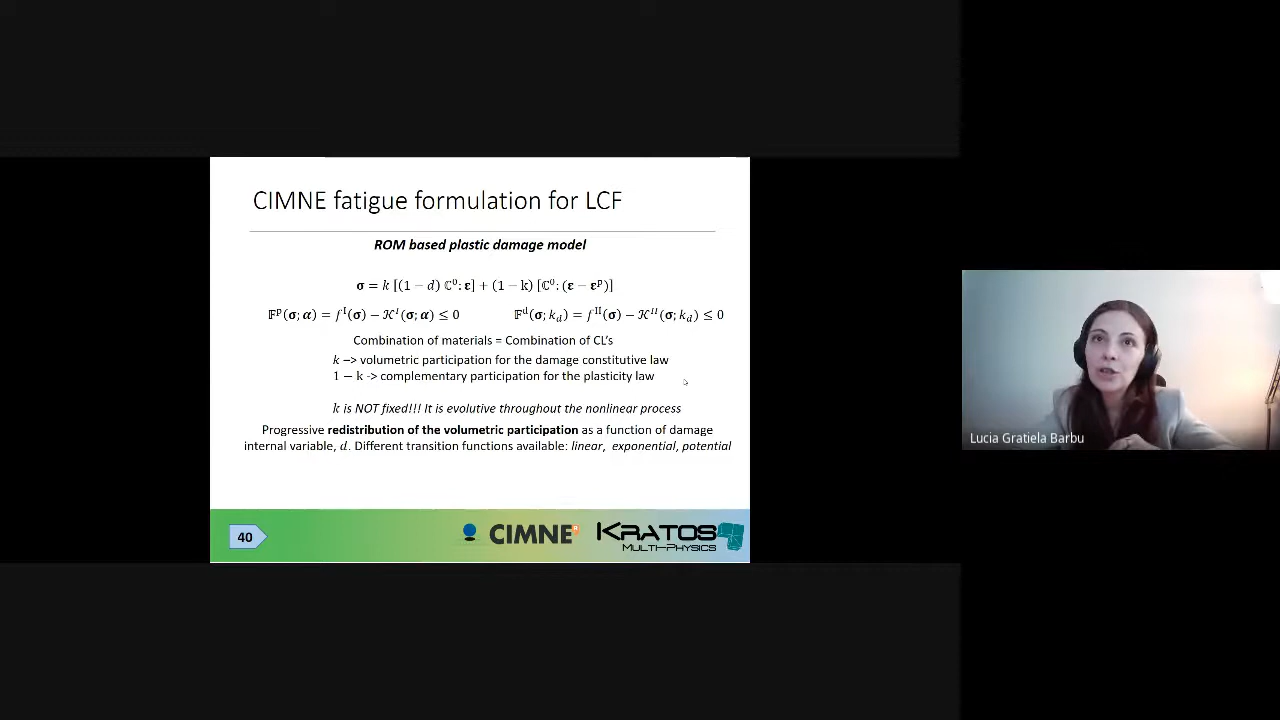 CIMNE fatigue formulation for LCF
ROM based plastic damage model
𝛔 = k [(1 − d) ℂ⁰: 𝛆] + (1 − k) [ℂ⁰: (𝛆 − 𝛆ᵖ)]
𝔽ᵖ(𝛔; 𝜶) = fᴵ(𝛔) − 𝒦ᴵ(𝛔; 𝜶) ≤ 0 𝔽ᵈ(𝛔; k_d) = fᴵᴵ(𝛔) − 𝒦ᴵᴵ(𝛔; k_d) ≤ 0
Combination of materials = Combination of CL's
k –> volumetric participation for the damage constitutive law
1 − k -> complementary participation for the plasticity law
k is NOT fixed!!! It is evolutive throughout the nonlinear process
Progressive redistribution of the volumetric participation as a function of damage
internal variable, d. Different transition functions available: linear, exponential, potential
40
CIMNE R
KRATOS
MULTI-PHYSICS
Lucia Gratiela Barbu